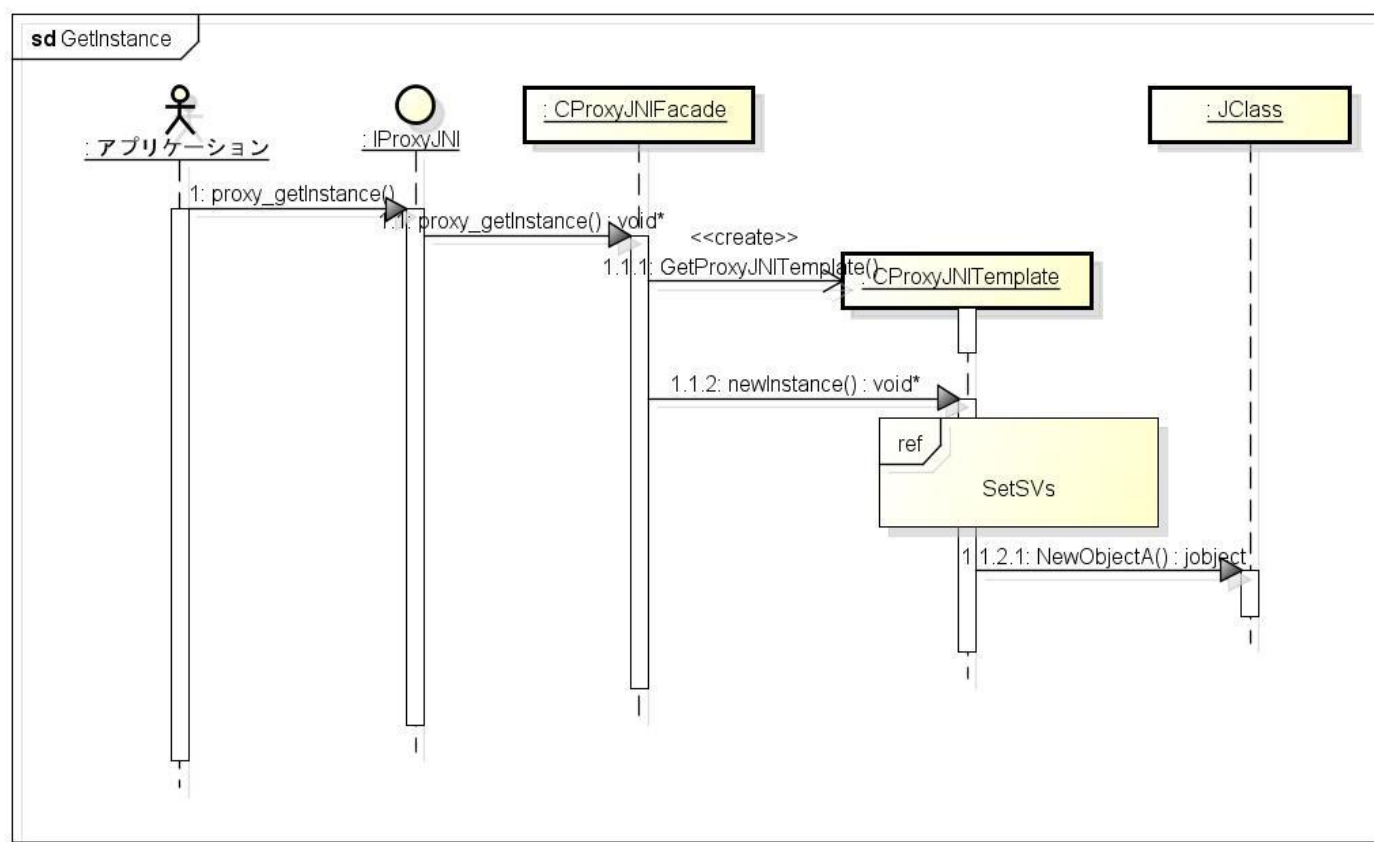 sd GetInstance
: アプリケーション
: IProxyJNI
: CProxyJNIFacade
: JClass
1: proxy_getInstance()
1.1: proxy_getInstance() : void*
<<create>>
1.1.1: GetProxyJNITemplate()
: CProxyJNITemplate
1.1.2: newInstance() : void*
ref
SetSVs
1.1.2.1: NewObjectA() : jobject